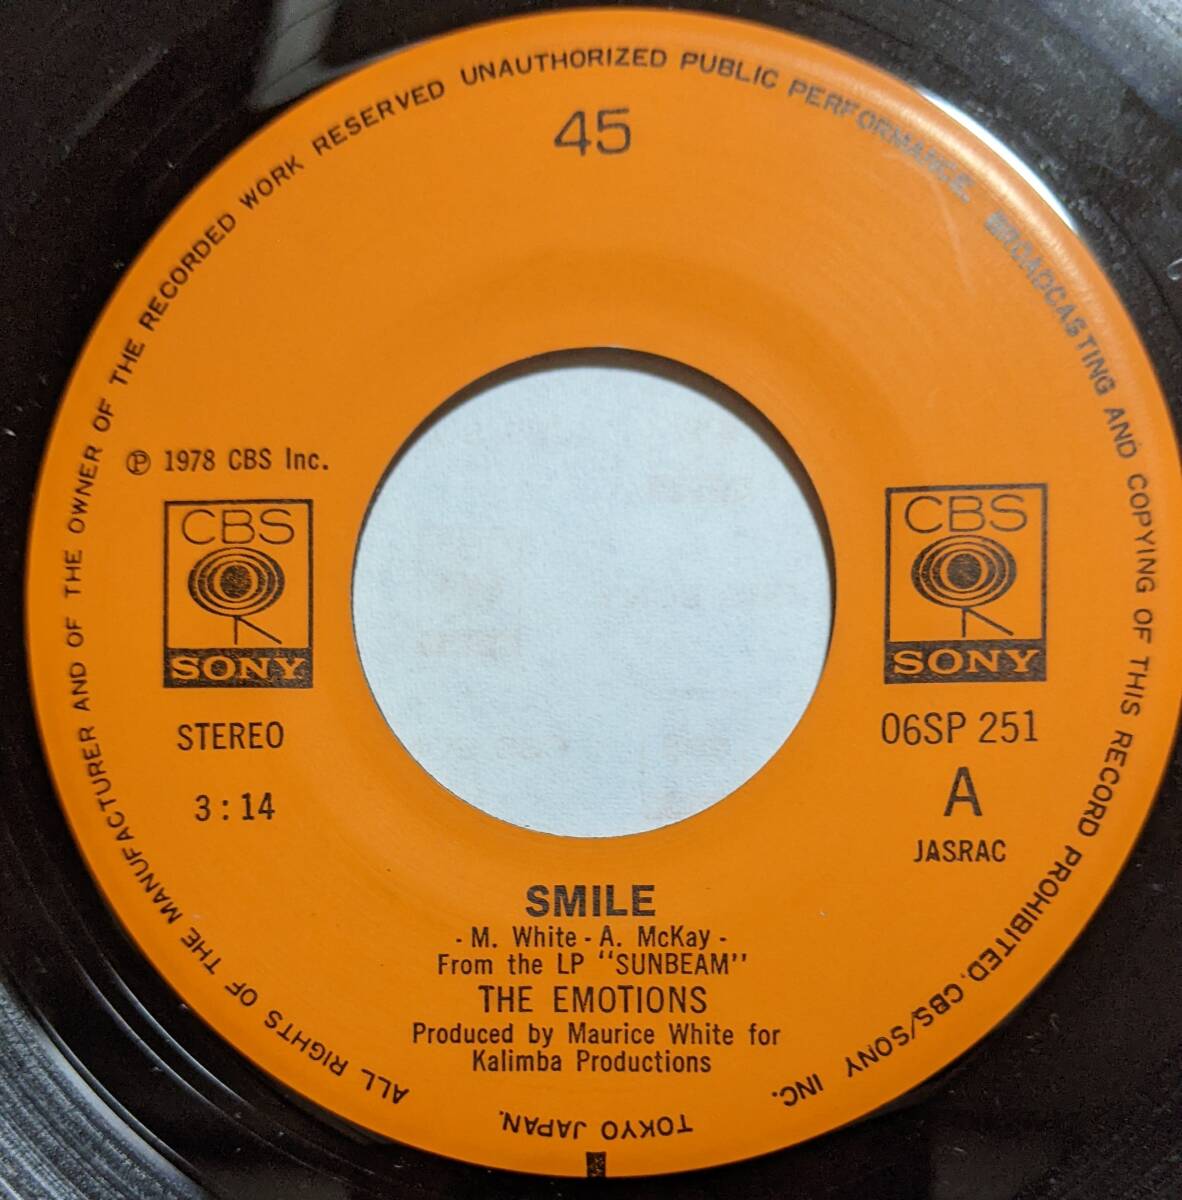 ALL RIGHTS OF THE MANUFACTURER AND OF THE OWNER OF THE RECORDED WORK RESERVED UNAUTHORIZED PUBLIC PERFORMANCE. BROADCASTING AND COPYING OF THIS RECORD PROHIBITED. CBS/SONY INC.
TOKYO JAPAN.
45
℗ 1978 CBS Inc.
CBS
SONY
STEREO
3:14
CBS
SONY
06SP 251
A
JASRAC
SMILE
- M. White - A. McKay -
From the LP "SUNBEAM"
THE EMOTIONS
Produced by Maurice White for
Kalimba Productions